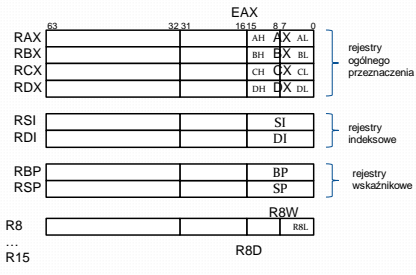 EAX
63 32,31 1615 8,7 0
RAX AH AX AL
RBX BH BX BL
RCX CH CX CL
RDX DH DX DL
rejestry
ogólnego
przeznaczenia
RSI SI
RDI DI
rejestry
indeksowe
RBP BP
RSP SP
rejestry
wskaźnikowe
R8W
R8 R8L
...
R15
R8D